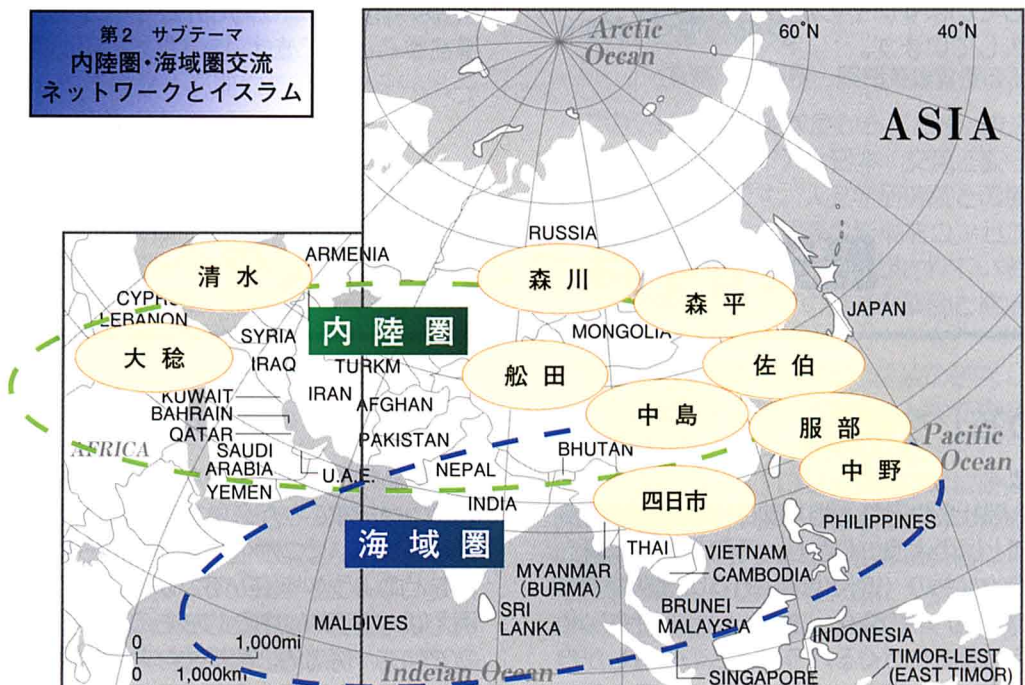 第2 サブテーマ
内陸圏・海域圏交流
ネットワークとイスラム
Arctic
Ocean
60°N
40°N
ASIA
RUSSIA
ARMENIA
清水
森川
森平
CYPRU
LEBANON
JAPAN
内陸圏
MONGOLIA
SYRIA
大稔
IRAQ
TURKM
舩田
佐伯
KUWAIT
IRAN
AFGHAN
中島
BAHRAIN
服部
QATAR
PAKISTAN
Pacific
Ocean
AFRICA
SAUDI
ARABIA
BHUTAN
U.A.E.
NEPAL
中野
YEMEN
INDIA
四日市
PHILIPPINES
海域圏
THAI
VIETNAM
MYANMAR
(BURMA)
CAMBODIA
SRI
LANKA
BRUNEI
MALAYSIA
MALDIVES
INDONESIA
0 1,000mi
0 1,000km
Indeian Ocean
SINGAPORE
TIMOR-LEST
(EAST TIMOR)